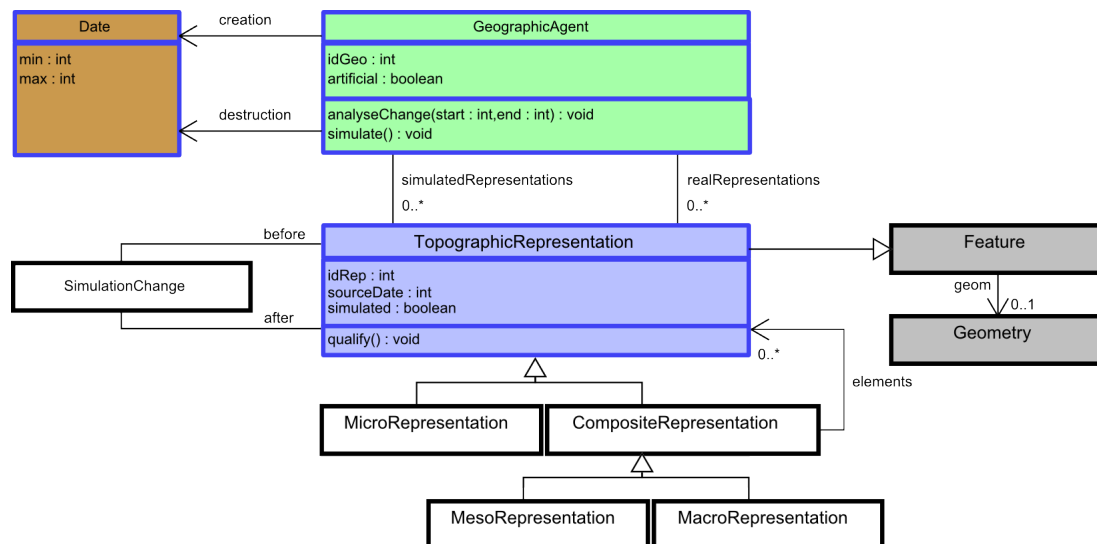 Date
creation
GeographicAgent
min : int
max : int
idGeo : int
artificial : boolean
destruction
analyseChange(start : int,end : int) : void
simulate() : void
simulatedRepresentations
realRepresentations
0..*
0..*
before
TopographicRepresentation
Feature
SimulationChange
idRep : int
sourceDate : int
simulated : boolean
geom
0..1
after
qualify() : void
Geometry
0..*
elements
MicroRepresentation
CompositeRepresentation
MesoRepresentation
MacroRepresentation